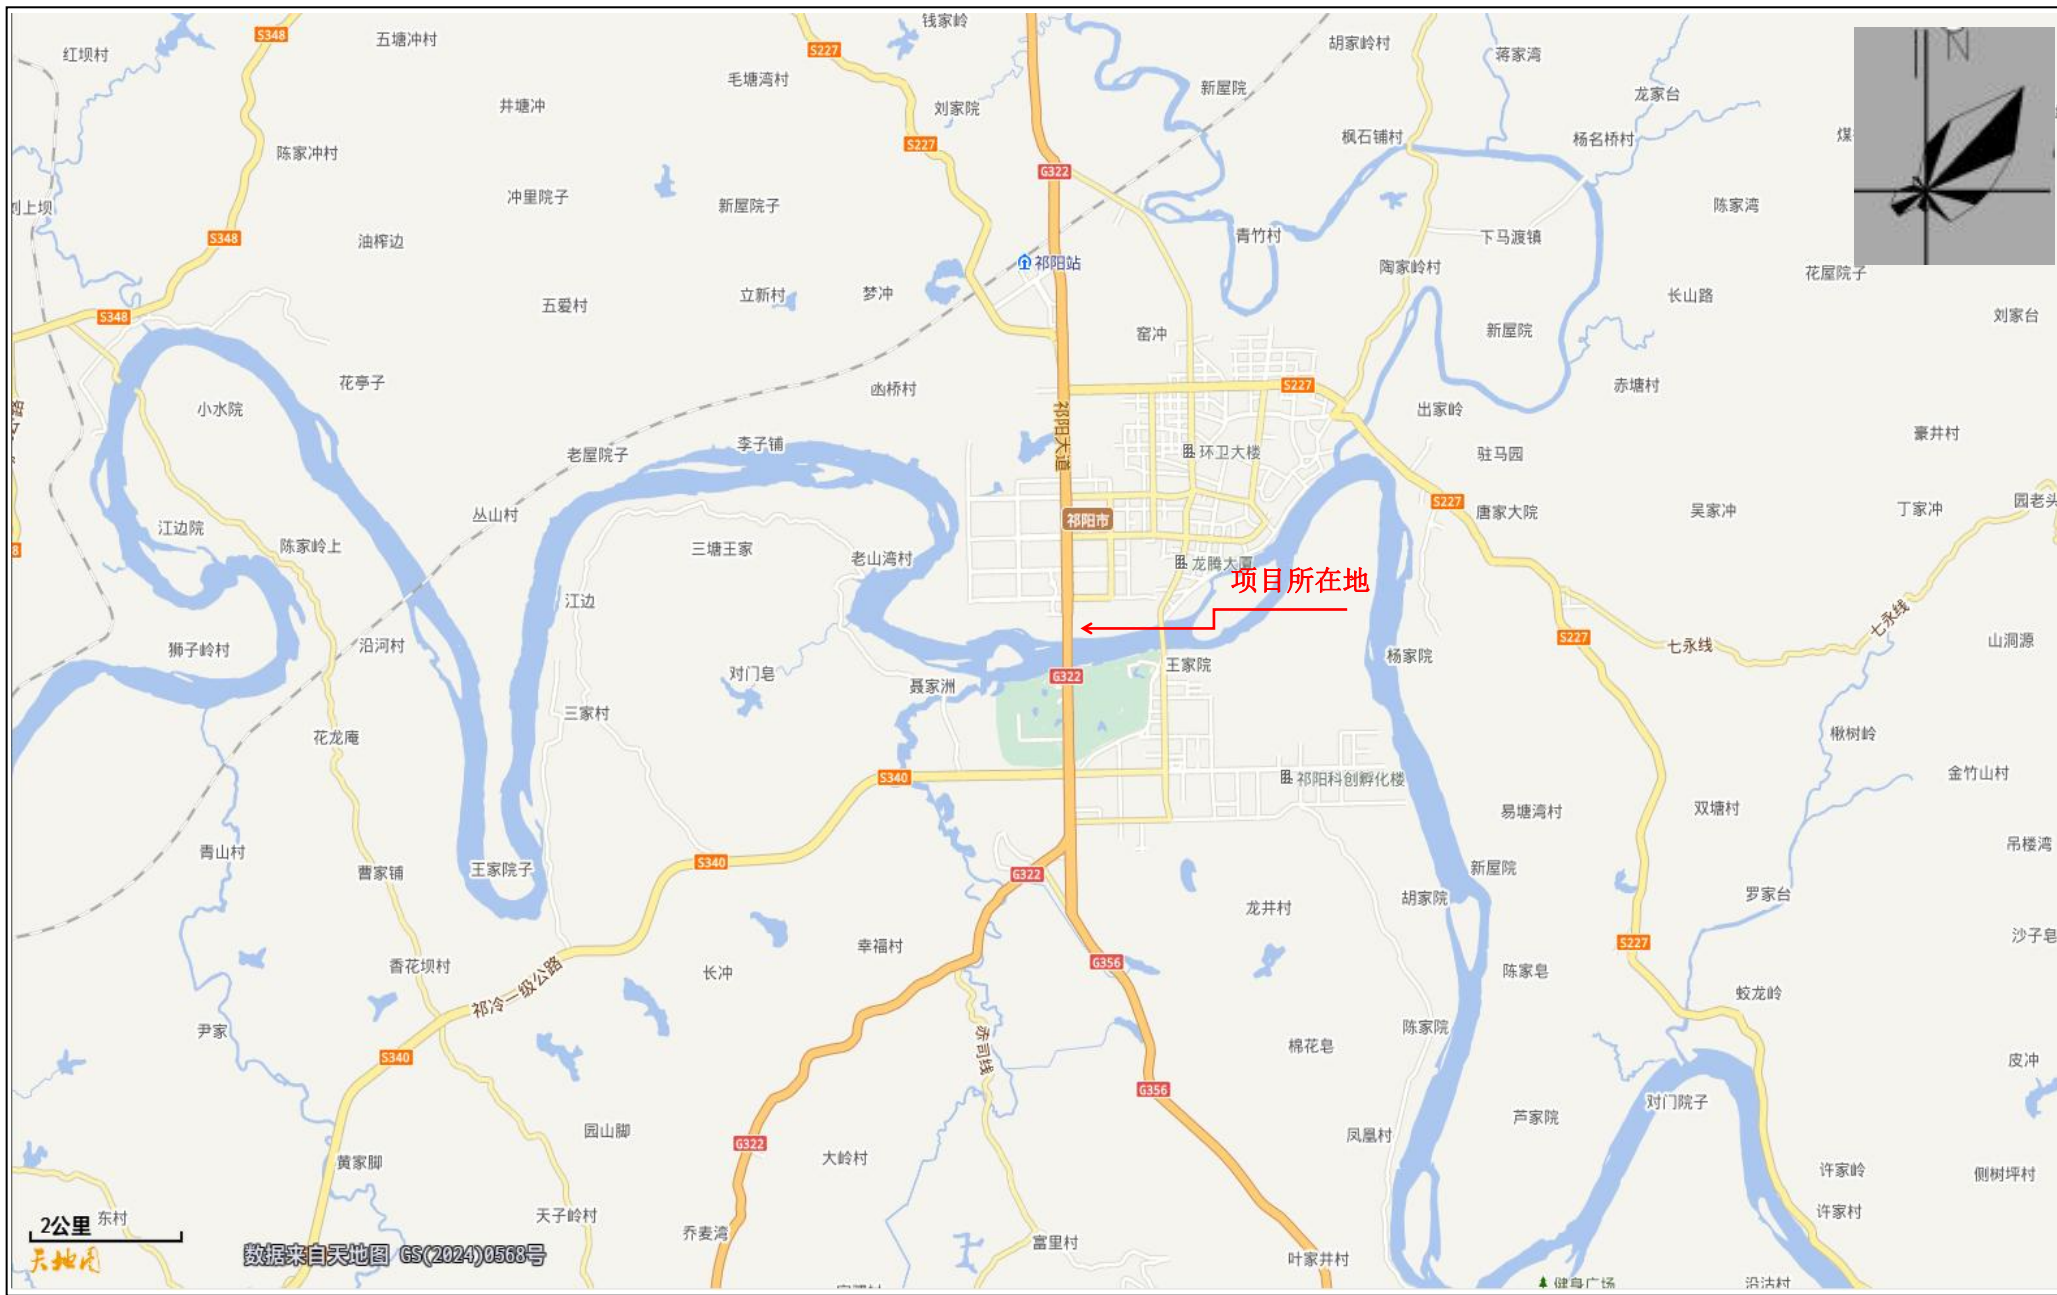 钱家岭
S348
五塘冲村
S227
胡家岭村
红坝村
蒋家湾
N
毛塘湾村
新屋院
龙家台
井塘冲
刘家院
枫石铺村
杨名桥村
陈家冲村
S227
G322
冲里院子
新屋院子
陈家湾
油榨边
S348
青竹村
下马渡镇
祁阳站
陶家岭村
花屋院子
五爱村
立新村
梦冲
长山路
S348
窑冲
新屋院
刘家台
花亭子
凼桥村
S227
赤塘村
小水院
祁阳大道
出家岭
李子铺
老屋院子
环卫大楼
驻马园
豪井村
丛山村
S227
园老头
江边院
祁阳市
唐家大院
吴家冲
丁家冲
陈家岭上
三塘王家
老山湾村
龙腾大厦
项目所在地
江边
七永线
狮子岭村
沿河村
S227
七永线
山洞源
对门皂
聂家洲
G322
王家院
杨家院
三家村
花龙庵
楸树岭
S340
祁阳科创孵化楼
金竹山村
易塘湾村
双塘村
青山村
曹家铺
王家院子
S340
G322
新屋院
吊楼湾
胡家院
罗家台
龙井村
幸福村
S227
沙子皂
香花坝村
长冲
G356
陈家皂
祁冷一级公路
蛟龙岭
尹家
赤司线
陈家院
S340
棉花皂
皮冲
G356
对门院子
园山脚
G322
芦家院
凤凰村
黄家脚
大岭村
许家岭
侧树坪村
2公里
东村
天子岭村
乔麦湾
富里村
许家村
天地图
数据来自天地图 GS(2024)0568号
叶家井村
健身广场
沿沽村